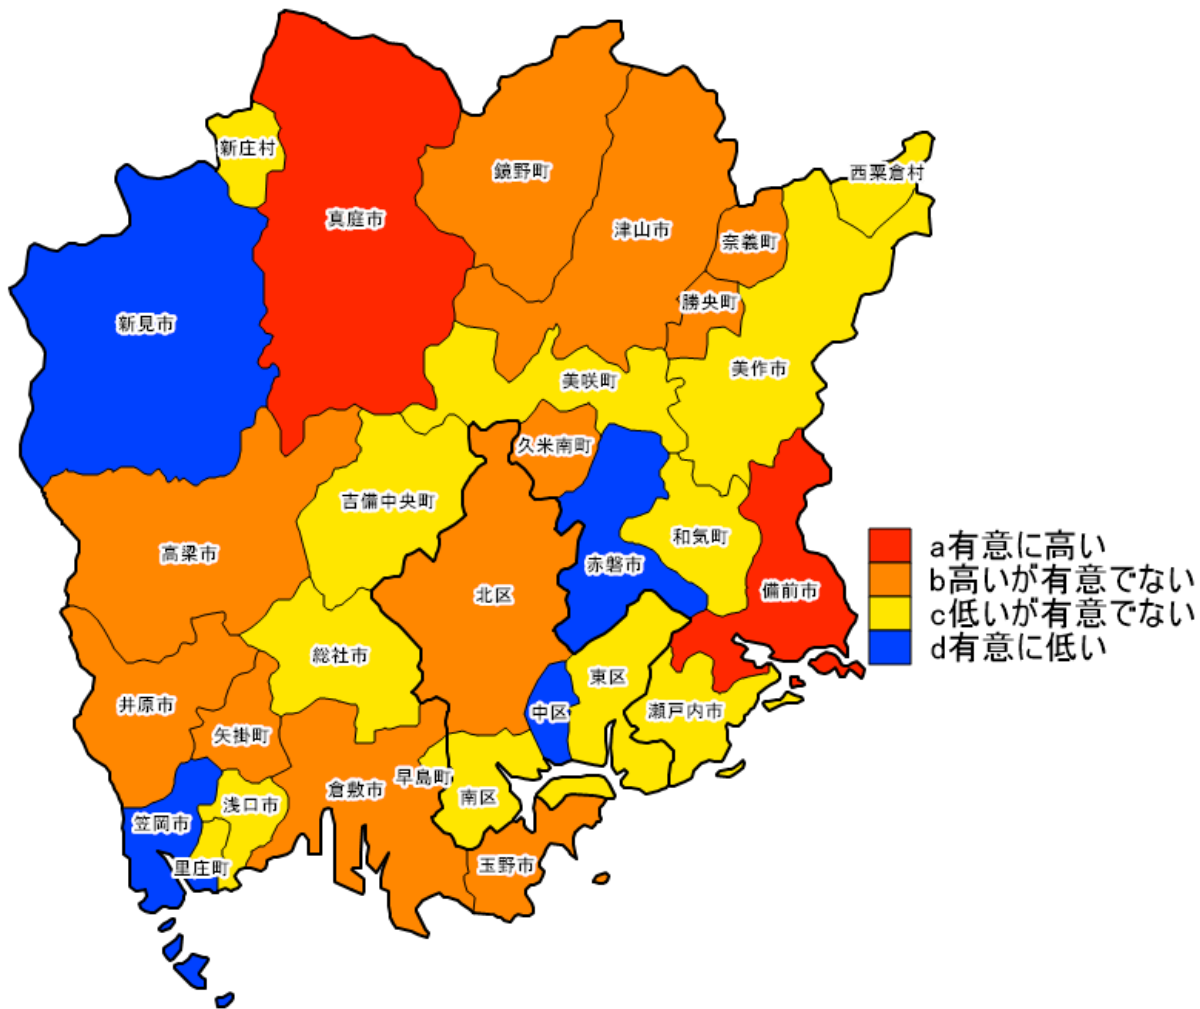 新庄村
西粟倉村
鏡野町
真庭市
津山市
奈義町
勝央町
新見市
美作市
美咲町
久米南町
吉備中央町
和気町
高梁市
赤磐市
備前市
北区
総社市
東区
井原市
中区
瀬戸内市
矢掛町
早島町
倉敷市
南区
浅口市
笠岡市
里庄町
玉野市
a有意に高い
b高いが有意でない
c低いが有意でない
d有意に低い